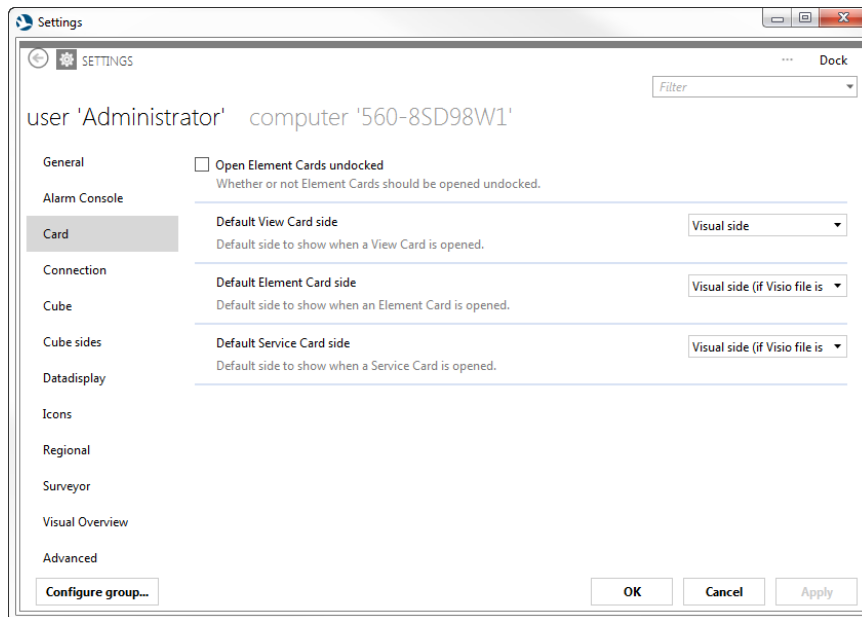 Settings
SETTINGS
... Dock
Filter
user 'Administrator' computer '560-8SD98W1'
General
Alarm Console
Card
Connection
Cube
Cube sides
Datadisplay
Icons
Regional
Surveyor
Visual Overview
Advanced
Open Element Cards undocked
Whether or not Element Cards should be opened undocked.
Default View Card side
Visual side
Default side to show when a View Card is opened.
Default Element Card side
Visual side (if Visio file is
Default side to show when an Element Card is opened.
Default Service Card side
Visual side (if Visio file is
Default side to show when a Service Card is opened.
Configure group...
OK
Cancel
Apply